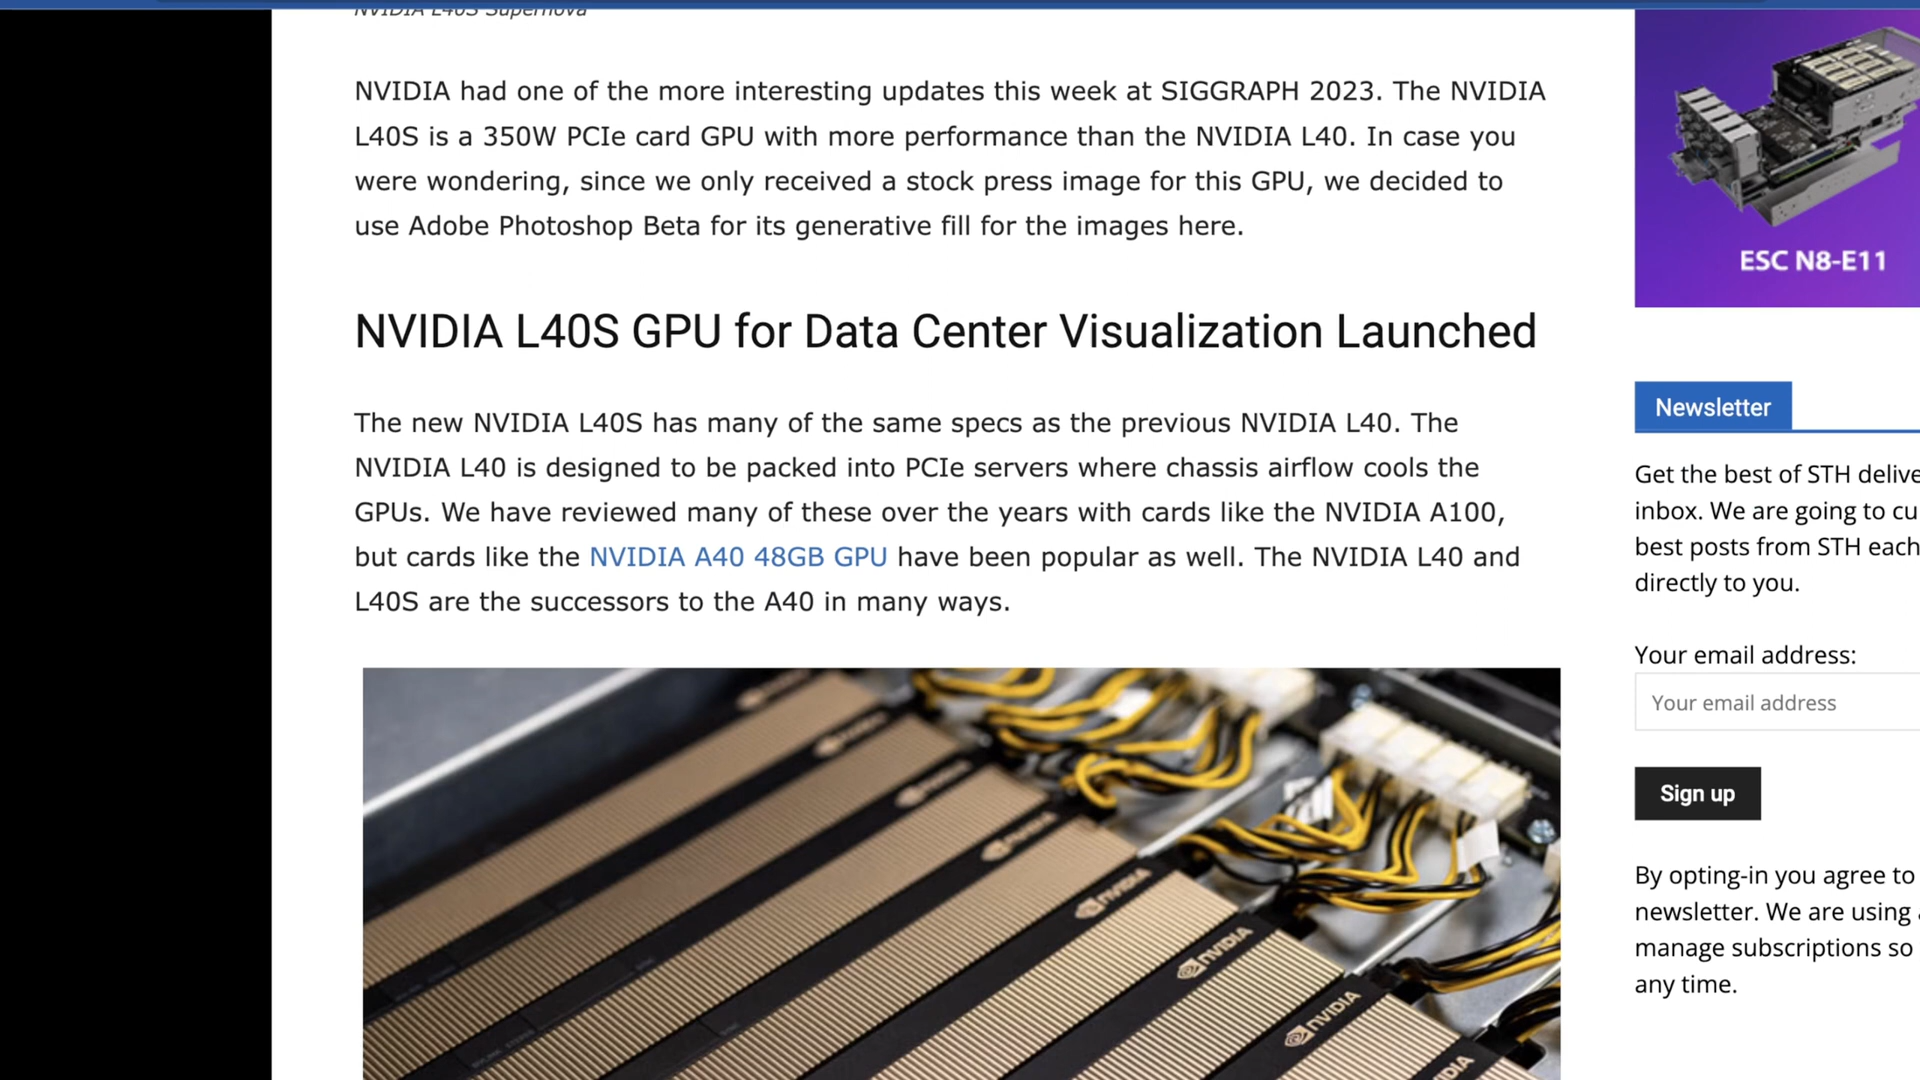 NVIDIA L40S Supernova
NVIDIA had one of the more interesting updates this week at SIGGRAPH 2023. The NVIDIA
L40S is a 350W PCIe card GPU with more performance than the NVIDIA L40. In case you
were wondering, since we only received a stock press image for this GPU, we decided to
use Adobe Photoshop Beta for its generative fill for the images here.
NVIDIA L40S GPU for Data Center Visualization Launched
The new NVIDIA L40S has many of the same specs as the previous NVIDIA L40. The
NVIDIA L40 is designed to be packed into PCIe servers where chassis airflow cools the
GPUs. We have reviewed many of these over the years with cards like the NVIDIA A100,
but cards like the NVIDIA A40 48GB GPU have been popular as well. The NVIDIA L40 and
L40S are the successors to the A40 in many ways.
NVIDIA
NVIDIA
NVIDIA
NVIDIA
NVIDIA
ESC N8-E11
Newsletter
Get the best of STH delive
inbox. We are going to cu
best posts from STH each
directly to you.
Your email address:
Your email address
Sign up
By opting-in you agree to
newsletter. We are using
manage subscriptions so
any time.